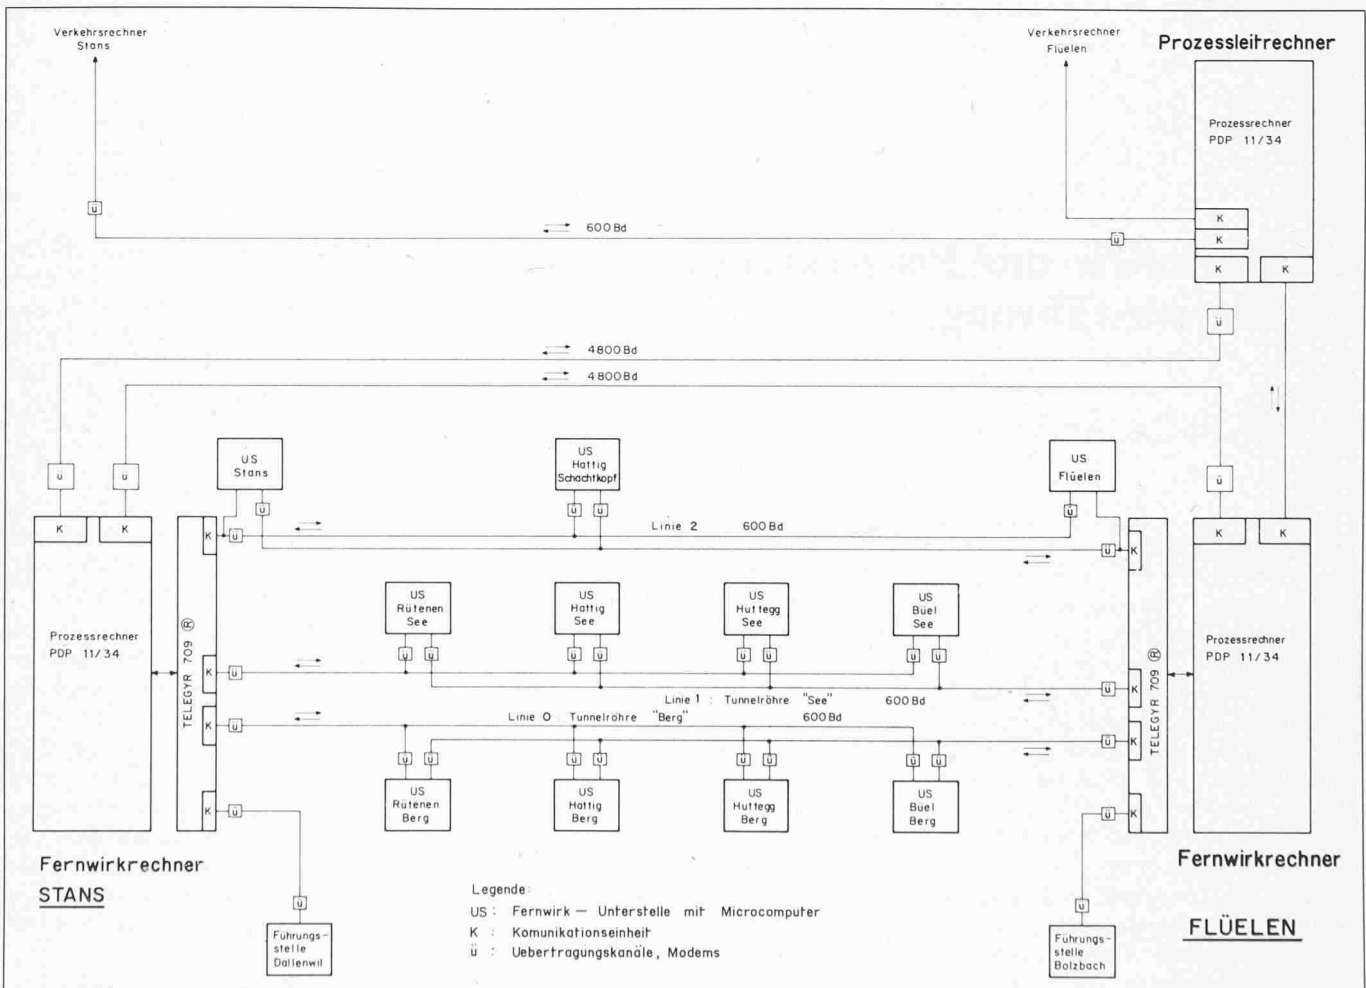 Verkehrsrechner
Stans
Verkehrsrechner
Flüelen
Prozessleitrechner
Prozessrechner
PDP 11/34
ü
K
600 Bd
ü
K
K
K
ü
4800 Bd
4800 Bd
US
Stans
US
Hattig
Schachtkopf
US
Flüelen
ü
ü
ü
ü
ü
ü
ü
K
K
K
ü
Linie 2 600 Bd
ü
K
K
K
US
Rütenen
See
US
Hattig
See
US
Huttegg
See
US
Büel
See
Prozessrechner
PDP 11/34
TELEGYR 709 ®
TELEGYR 709 ®
Prozessrechner
PDP 11/34
ü
ü
ü
ü
ü
ü
ü
ü
K
ü
Linie 1 : Tunnelröhre "See" 600 Bd
ü
K
K
ü
Linie 0 : Tunnelröhre "Berg" 600 Bd
ü
K
ü
ü
ü
ü
ü
ü
ü
ü
US
Rütenen
Berg
US
Hattig
Berg
US
Huttegg
Berg
US
Büel
Berg
K
ü
ü
K
Fernwirkrechner
STANS
Fernwirkrechner
FLÜELEN
ü
Führungs-
stelle
Dallenwil
ü
Führungs-
stelle
Bolzbach
Legende:
US : Fernwirk – Unterstelle mit Microcomputer
K : Komunikationseinheit
ü : Uebertragungskanäle, Modems